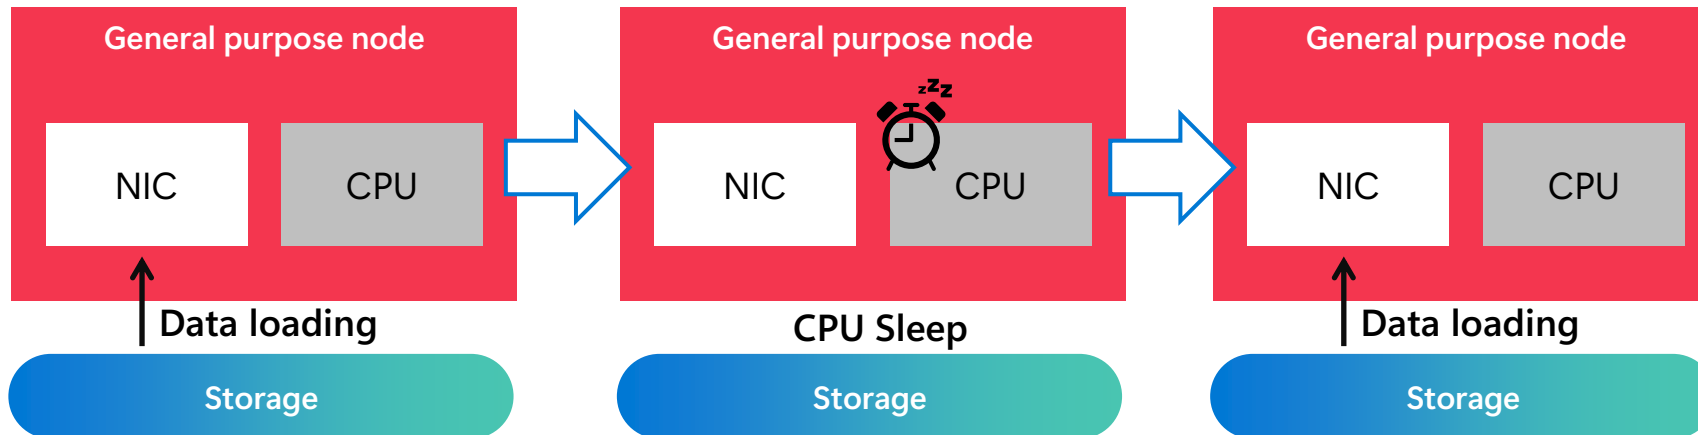 General purpose node
NIC
CPU
Data loading
Storage
General purpose node
zzz
NIC
CPU
CPU Sleep
Storage
General purpose node
NIC
CPU
Data loading
Storage